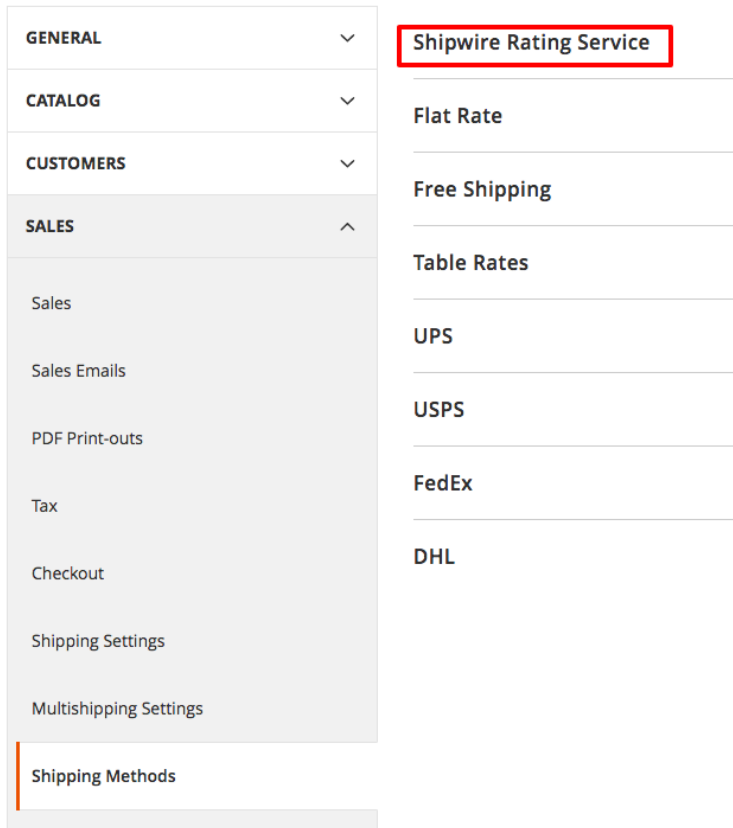 GENERAL
CATALOG
CUSTOMERS
SALES
Sales
Sales Emails
PDF Print-outs
Tax
Checkout
Shipping Settings
Multishipping Settings
Shipping Methods
Shipwire Rating Service
Flat Rate
Free Shipping
Table Rates
UPS
USPS
FedEx
DHL